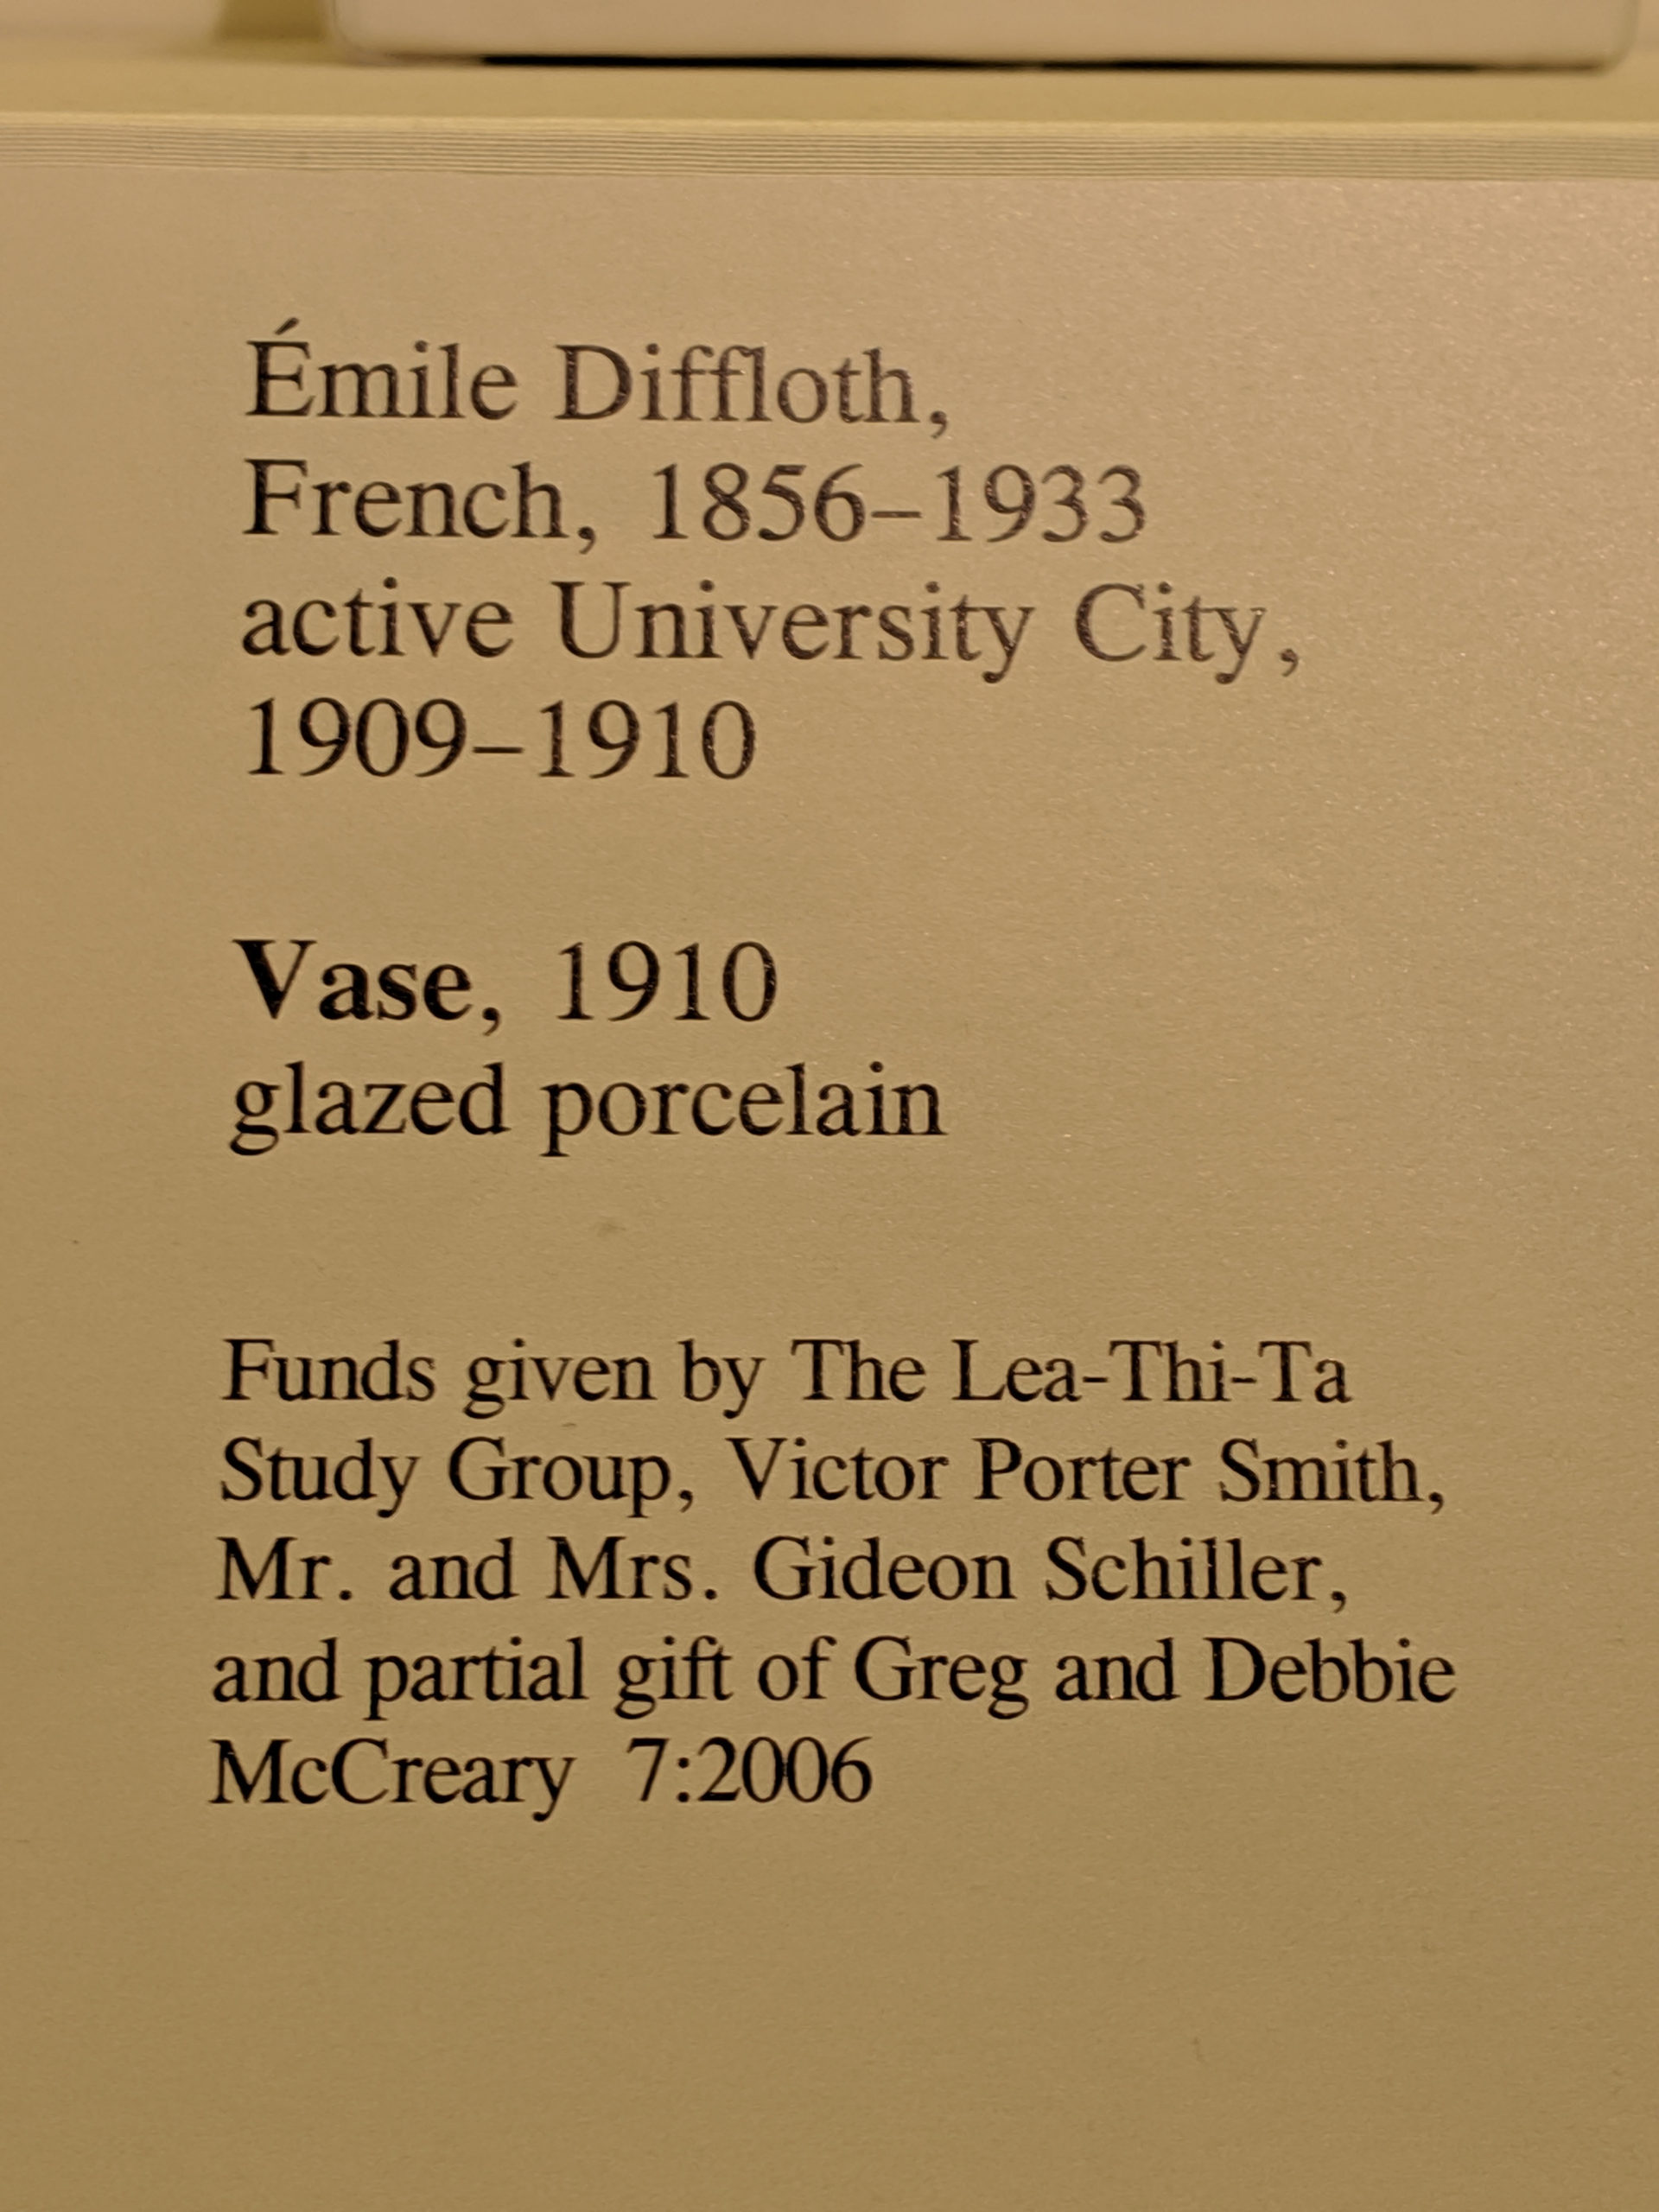 Émile Diffloth,
French, 1856–1933
active University City,
1909–1910
Vase, 1910
glazed porcelain
Funds given by The Lea-Thi-Ta
Study Group, Victor Porter Smith,
Mr. and Mrs. Gideon Schiller,
and partial gift of Greg and Debbie
McCreary  7:2006